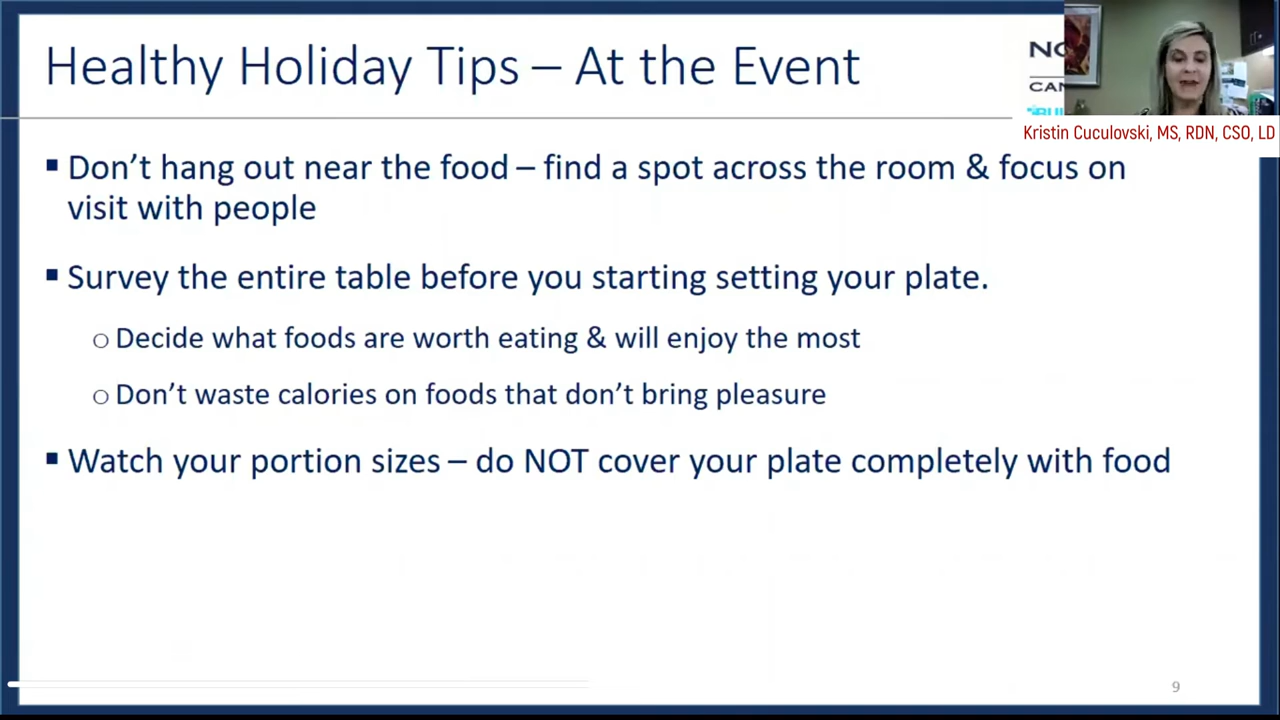 Healthy Holiday Tips – At the Event
NO
CAN
Kristin Cuculovski, MS, RDN, CSO, LD
▪ Don’t hang out near the food – find a spot across the room & focus on
visit with people
▪ Survey the entire table before you starting setting your plate.
o Decide what foods are worth eating & will enjoy the most
o Don’t waste calories on foods that don’t bring pleasure
▪ Watch your portion sizes – do NOT cover your plate completely with food
9